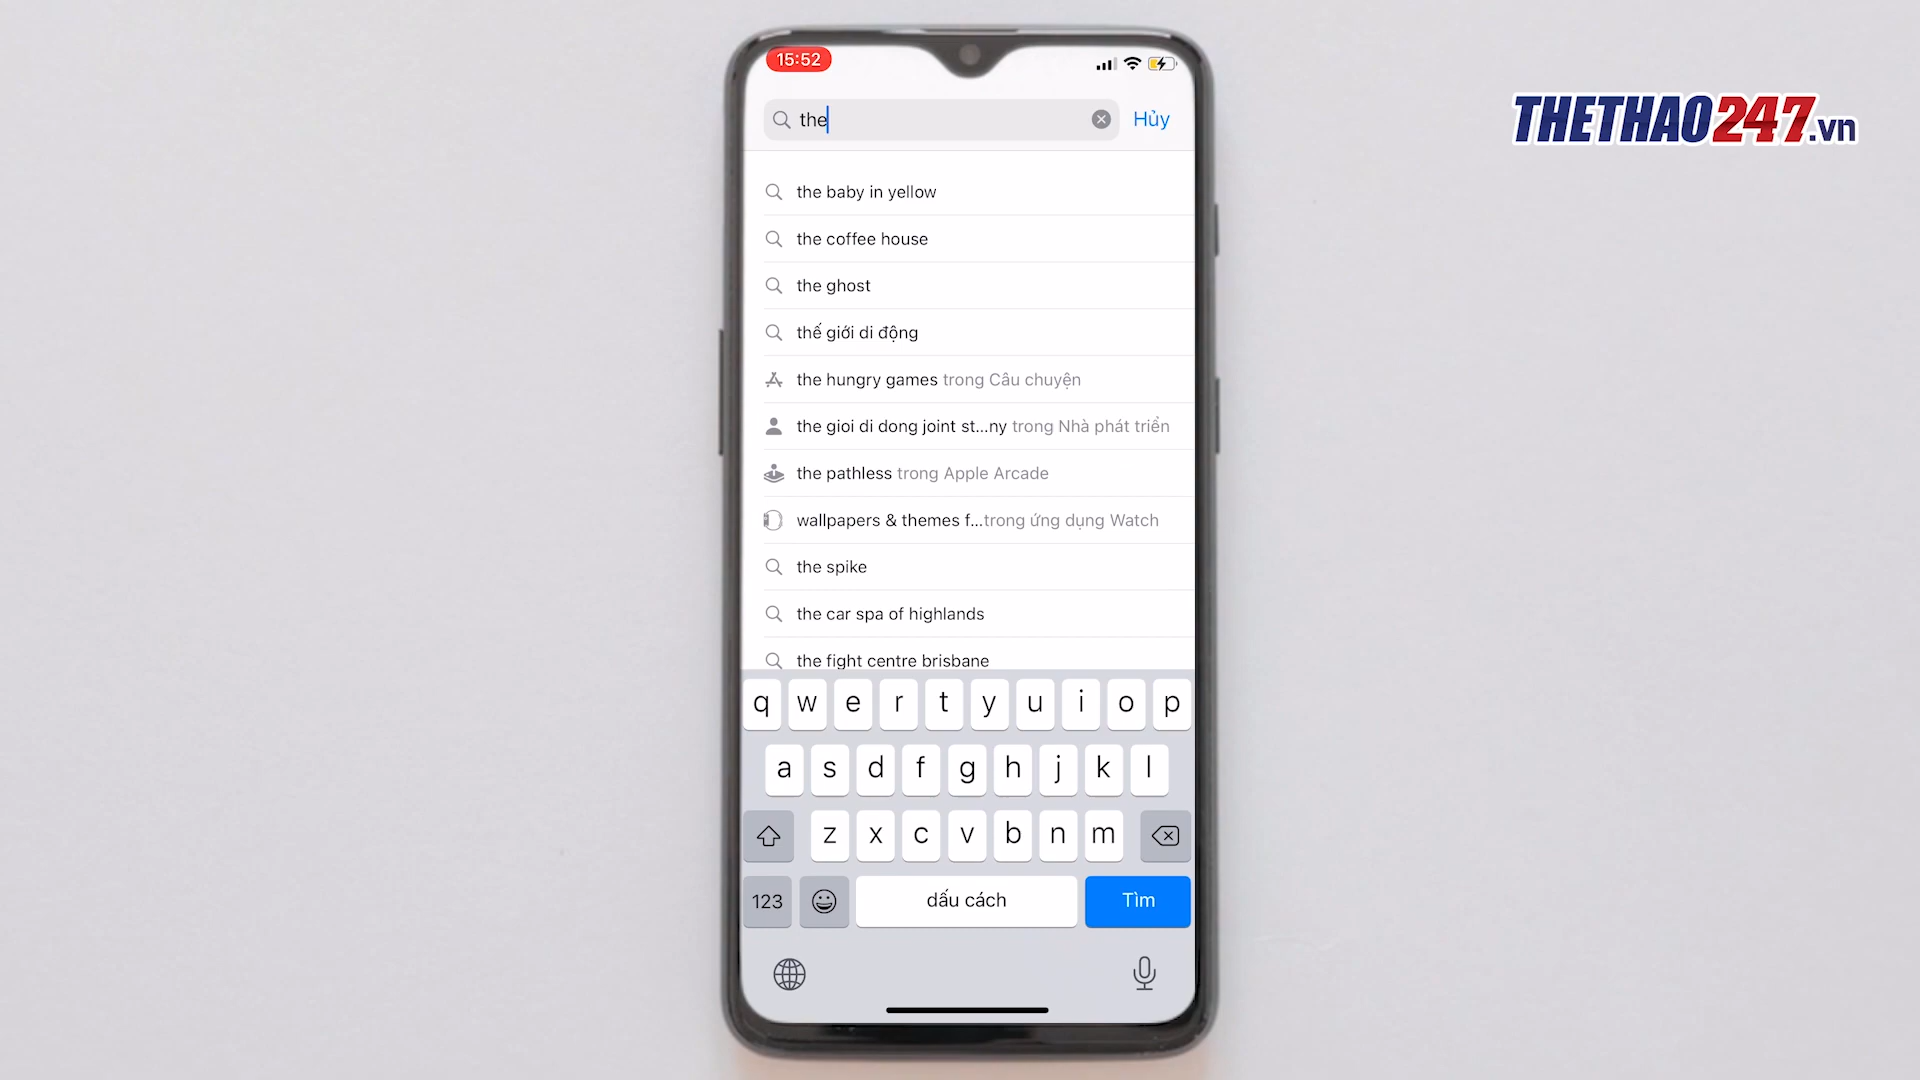 15:52
THETHAO247.vn
the
Hủy
the baby in yellow
the coffee house
the ghost
thế giới di động
the hungry games trong Câu chuyện
the gioi di dong joint st...ny trong Nhà phát triển
the pathless trong Apple Arcade
wallpapers & themes f...trong ứng dụng Watch
the spike
the car spa of highlands
the fight centre brisbane
q w e r t y u i o p
a s d f g h j k l
z x c v b n m
123 dấu cách Tìm